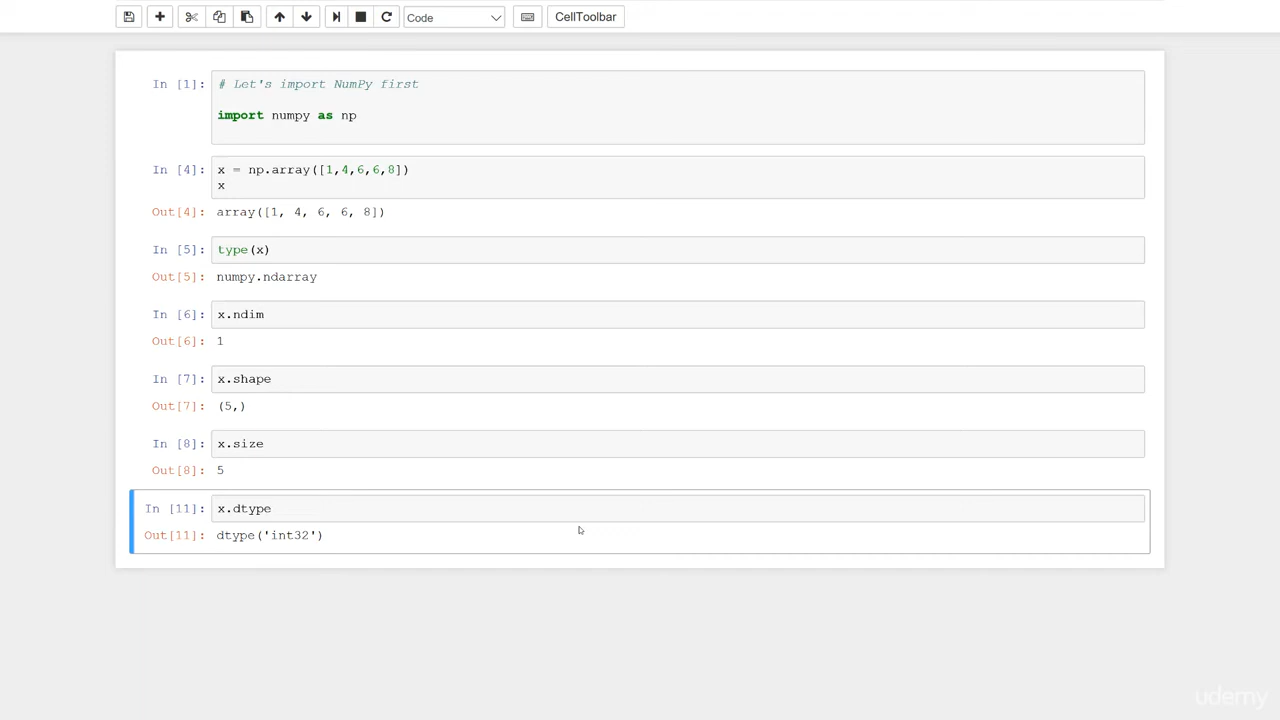 Code
CellToolbar
In [1]: # Let's import NumPy first
import numpy as np
In [4]: x = np.array([1,4,6,6,8])
x
Out[4]: array([1, 4, 6, 6, 8])
In [5]: type(x)
Out[5]: numpy.ndarray
In [6]: x.ndim
Out[6]: 1
In [7]: x.shape
Out[7]: (5,)
In [8]: x.size
Out[8]: 5
In [11]: x.dtype
Out[11]: dtype('int32')
udemy